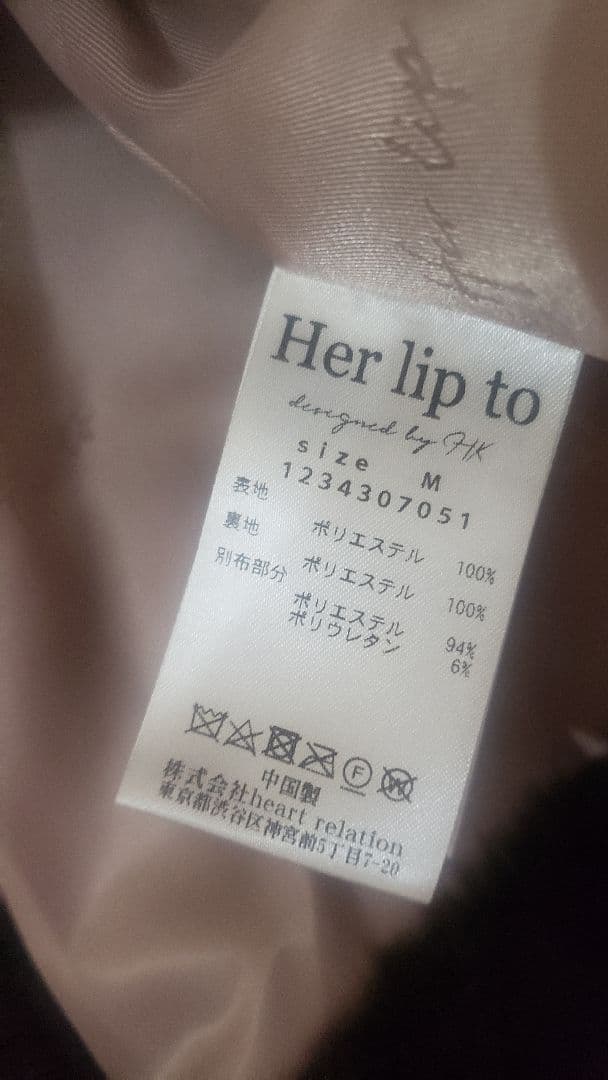 Her lip to
Her lip to
designed by HK
size M
1234307051
表地 ポリエステル 100%
裏地 ポリエステル 100%
別布部分 ポリエステル 94%
ポリウレタン 6%
F
W
中国製
株式会社heart relation
東京都渋谷区神宮前5丁目7-20